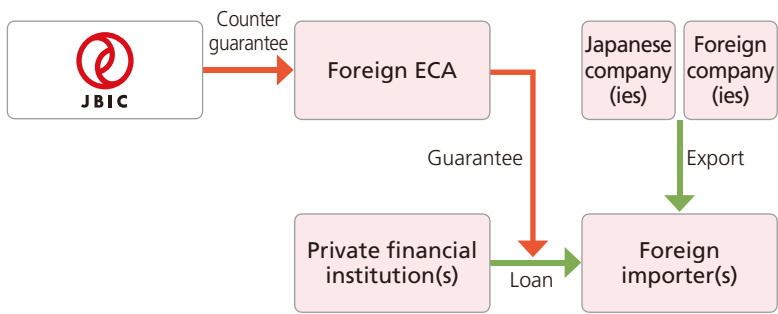 JBIC
Counter
guarantee
Foreign ECA
Japanese
company
(ies)
Foreign
company
(ies)
Guarantee
Export
Private financial
institution(s)
Loan
Foreign
importer(s)